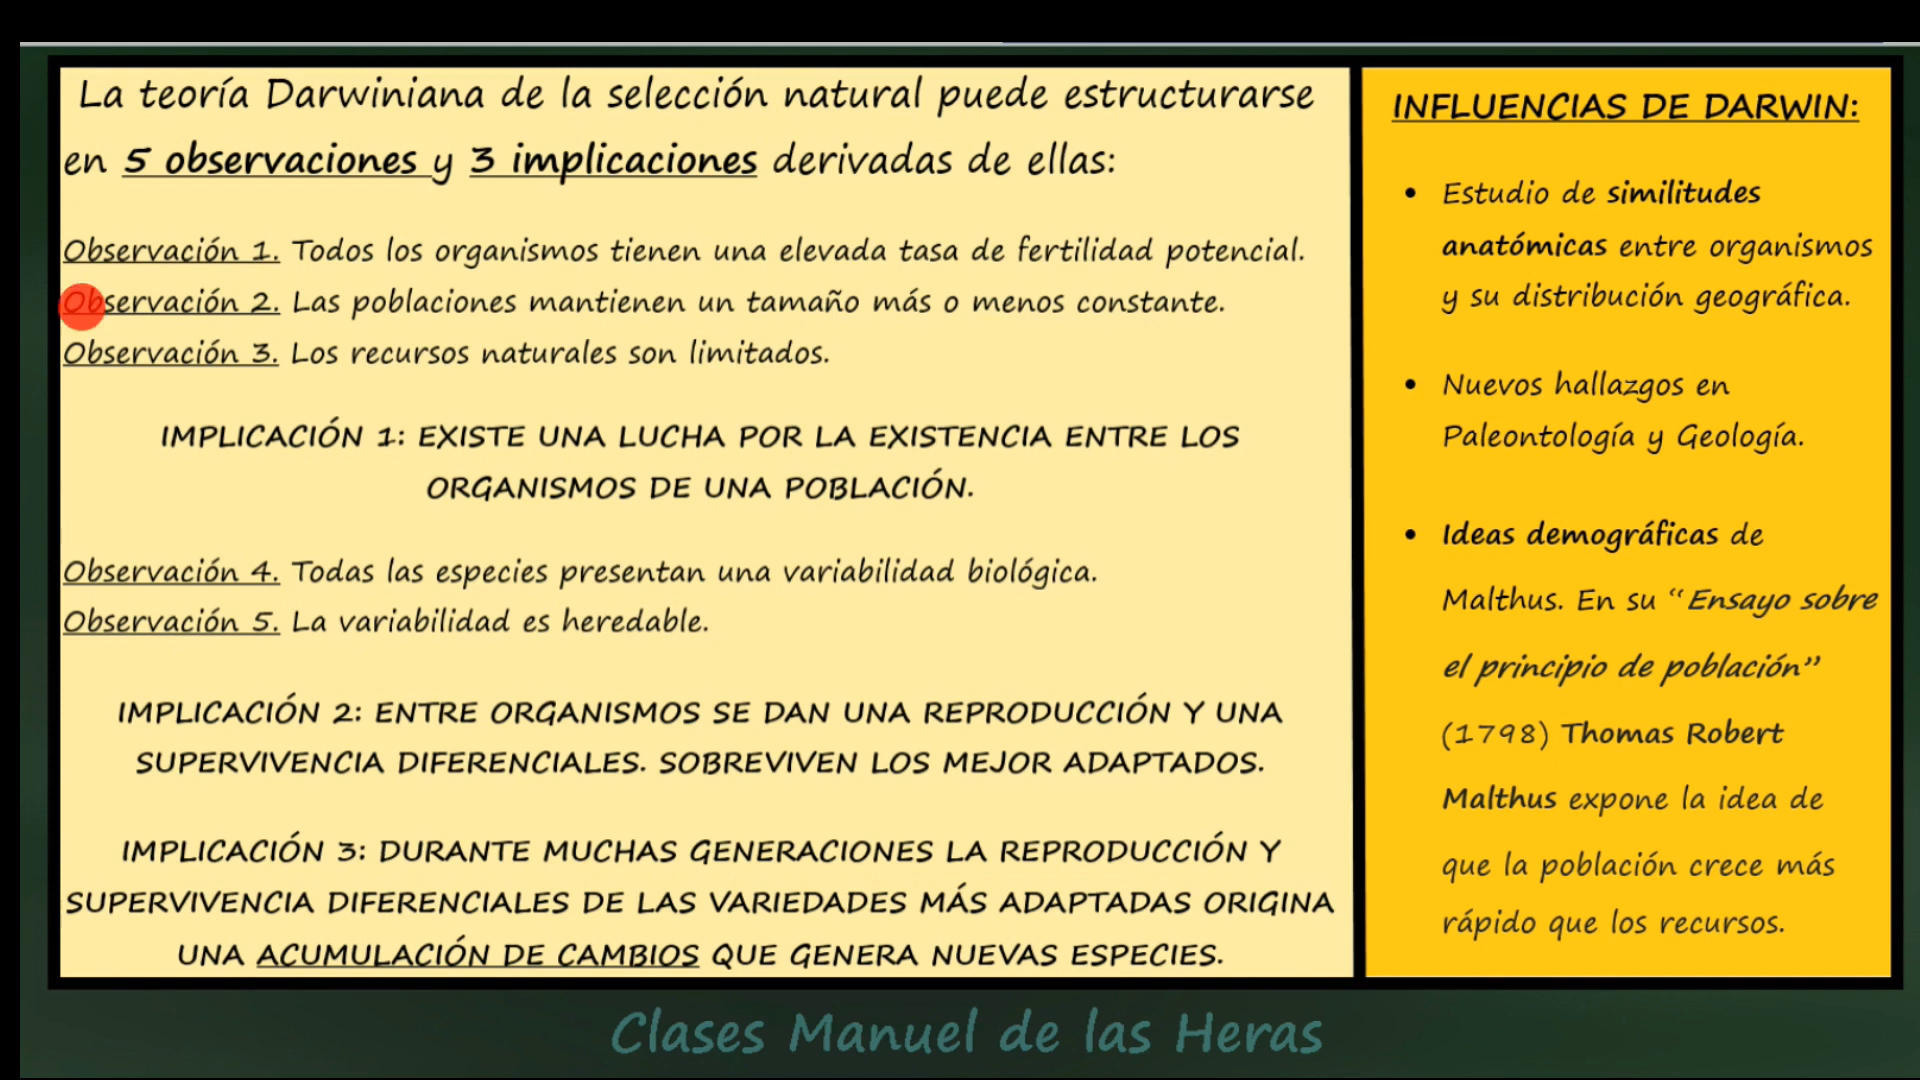 La teoría Darwiniana de la selección natural puede estructurarse
en 5 observaciones y 3 implicaciones derivadas de ellas:
Observación 1. Todos los organismos tienen una elevada tasa de fertilidad potencial.
Observación 2. Las poblaciones mantienen un tamaño más o menos constante.
Observación 3. Los recursos naturales son limitados.
IMPLICACIÓN 1: EXISTE UNA LUCHA POR LA EXISTENCIA ENTRE LOS
ORGANISMOS DE UNA POBLACIÓN.
Observación 4. Todas las especies presentan una variabilidad biológica.
Observación 5. La variabilidad es heredable.
IMPLICACIÓN 2: ENTRE ORGANISMOS SE DAN UNA REPRODUCCIÓN Y UNA
SUPERVIVENCIA DIFERENCIALES. SOBREVIVEN LOS MEJOR ADAPTADOS.
IMPLICACIÓN 3: DURANTE MUCHAS GENERACIONES LA REPRODUCCIÓN Y
SUPERVIVENCIA DIFERENCIALES DE LAS VARIEDADES MÁS ADAPTADAS ORIGINA
UNA ACUMULACIÓN DE CAMBIOS QUE GENERA NUEVAS ESPECIES.
INFLUENCIAS DE DARWIN:
• Estudio de similitudes
anatómicas entre organismos
y su distribución geográfica.
• Nuevos hallazgos en
Paleontología y Geología.
• Ideas demográficas de
Malthus. En su “Ensayo sobre
el principio de población”
(1798) Thomas Robert
Malthus expone la idea de
que la población crece más
rápido que los recursos.
Clases Manuel de las Heras